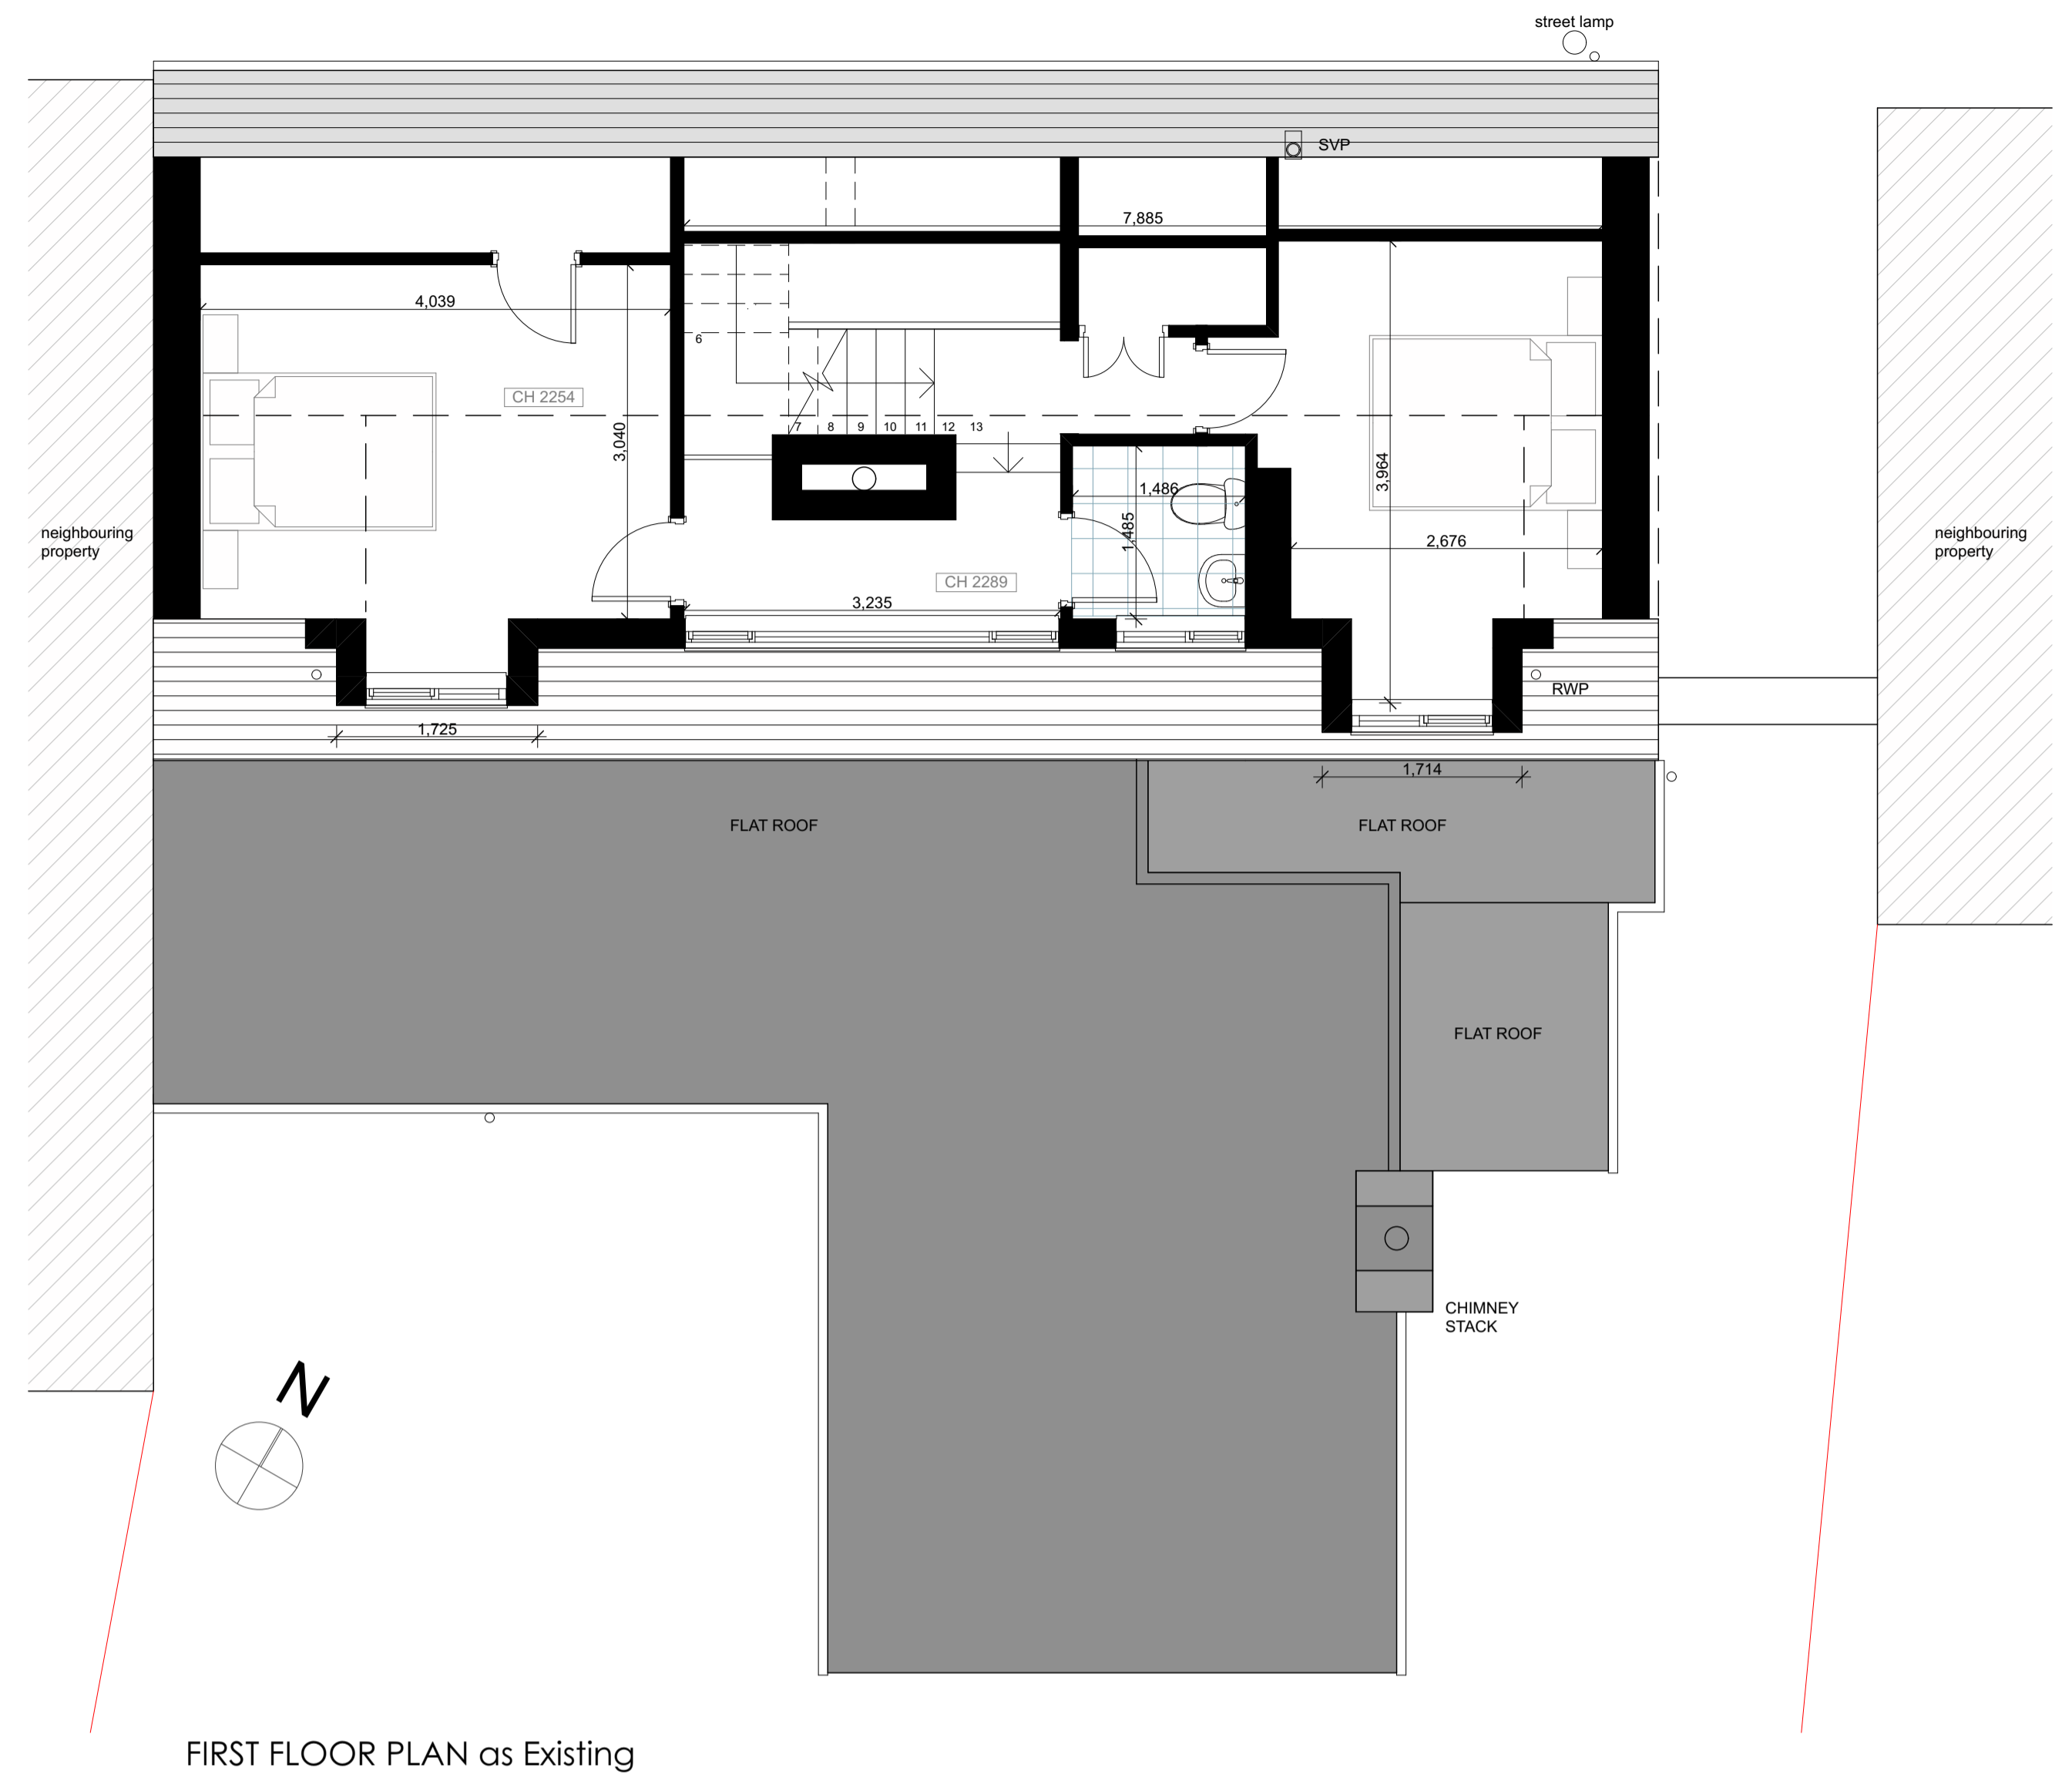 street lamp
SVP
7,885
4,039
6
CH 2254
3,040
7 8 9 10 11 12 13
3,964
1,486
1,485
neighbouring
property
2,676
neighbouring
property
CH 2289
3,235
RWP
1,725
1,714
FLAT ROOF
FLAT ROOF
FLAT ROOF
CHIMNEY
STACK
N
FIRST FLOOR PLAN as Existing